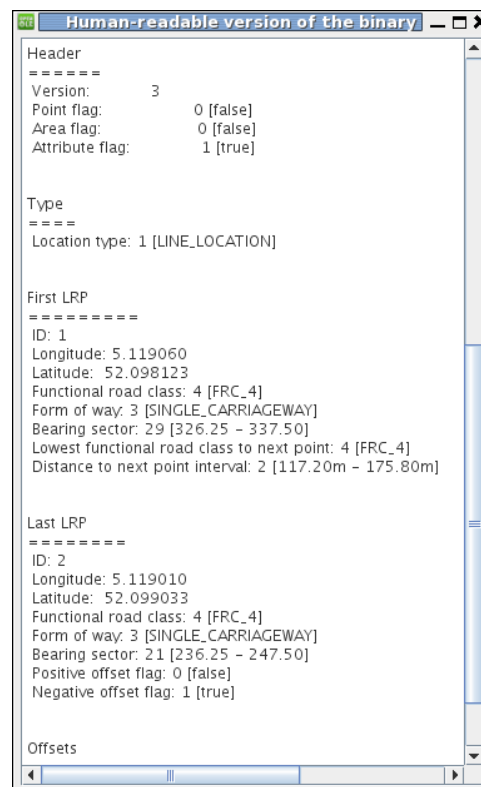 Human-readable version of the binary
Header
======
Version: 3
Point flag: 0 [false]
Area flag: 0 [false]
Attribute flag: 1 [true]
Type
====
Location type: 1 [LINE_LOCATION]
First LRP
=========
ID: 1
Longitude: 5.119060
Latitude: 52.098123
Functional road class: 4 [FRC_4]
Form of way: 3 [SINGLE_CARRIAGEWAY]
Bearing sector: 29 [326.25 - 337.50]
Lowest functional road class to next point: 4 [FRC_4]
Distance to next point interval: 2 [117.20m - 175.80m]
Last LRP
========
ID: 2
Longitude: 5.119010
Latitude: 52.099033
Functional road class: 4 [FRC_4]
Form of way: 3 [SINGLE_CARRIAGEWAY]
Bearing sector: 21 [236.25 - 247.50]
Positive offset flag: 0 [false]
Negative offset flag: 1 [true]
Offsets